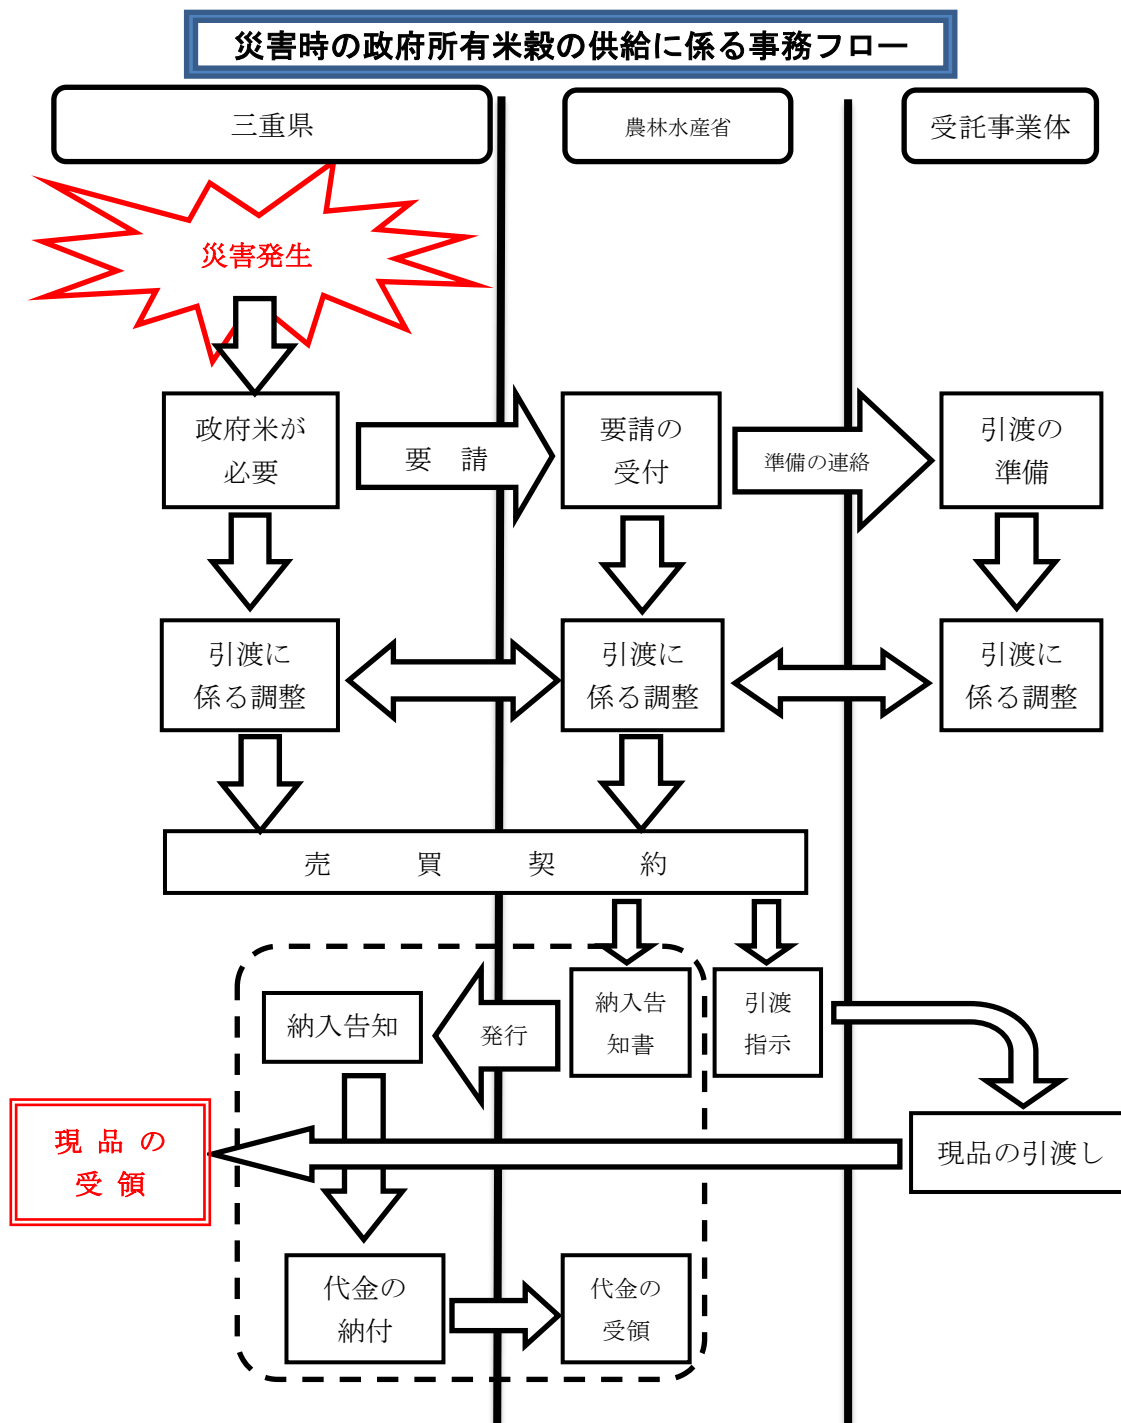 災害時の政府所有米穀の供給に係る事務フロー
三重県
農林水産省
受託事業体
災害発生
政府米が
必要
要　請
要請の
受付
準備の連絡
引渡の
準備
引渡に
係る調整
引渡に
係る調整
引渡に
係る調整
売　買　契　約
納入告知
発行
納入告
知書
引渡
指示
現 品 の
受 領
現品の引渡し
代金の
納付
代金の
受領